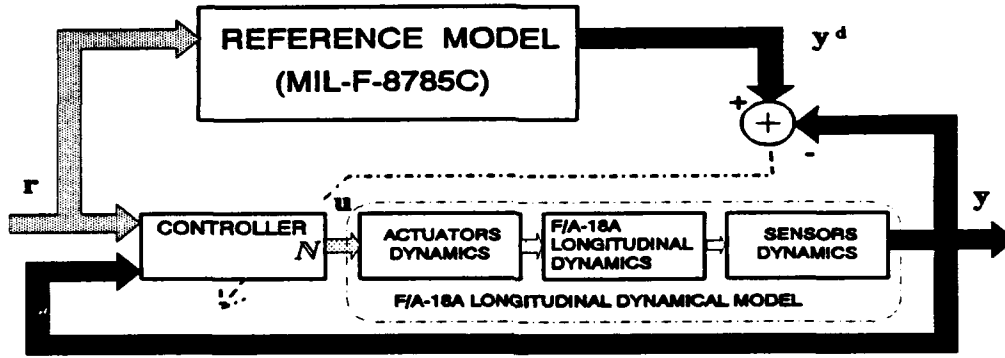 REFERENCE MODEL
(MIL-F-8785C)
y d
+
+
-
r
u
y
CONTROLLER
N
ACTUATORS
DYNAMICS
F/A-18A
LONGITUDINAL
DYNAMICS
SENSORS
DYNAMICS
F/A-18A LONGITUDINAL DYNAMICAL MODEL